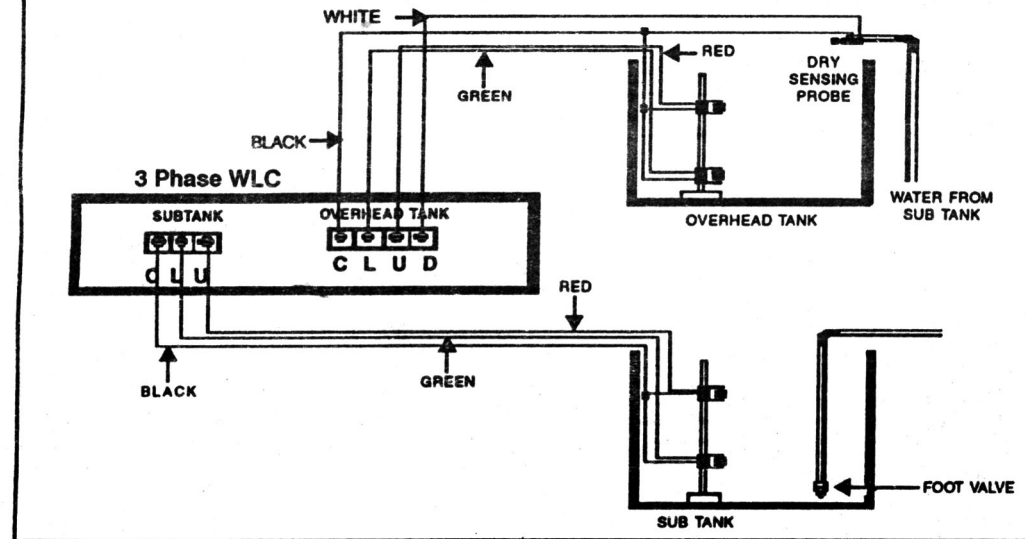 WHITE
RED
DRY
SENSING
PROBE
GREEN
BLACK
3 Phase WLC
SUBTANK
OVERHEAD TANK
C L U D
C L U
WATER FROM
SUB TANK
OVERHEAD TANK
RED
BLACK
GREEN
FOOT VALVE
SUB TANK